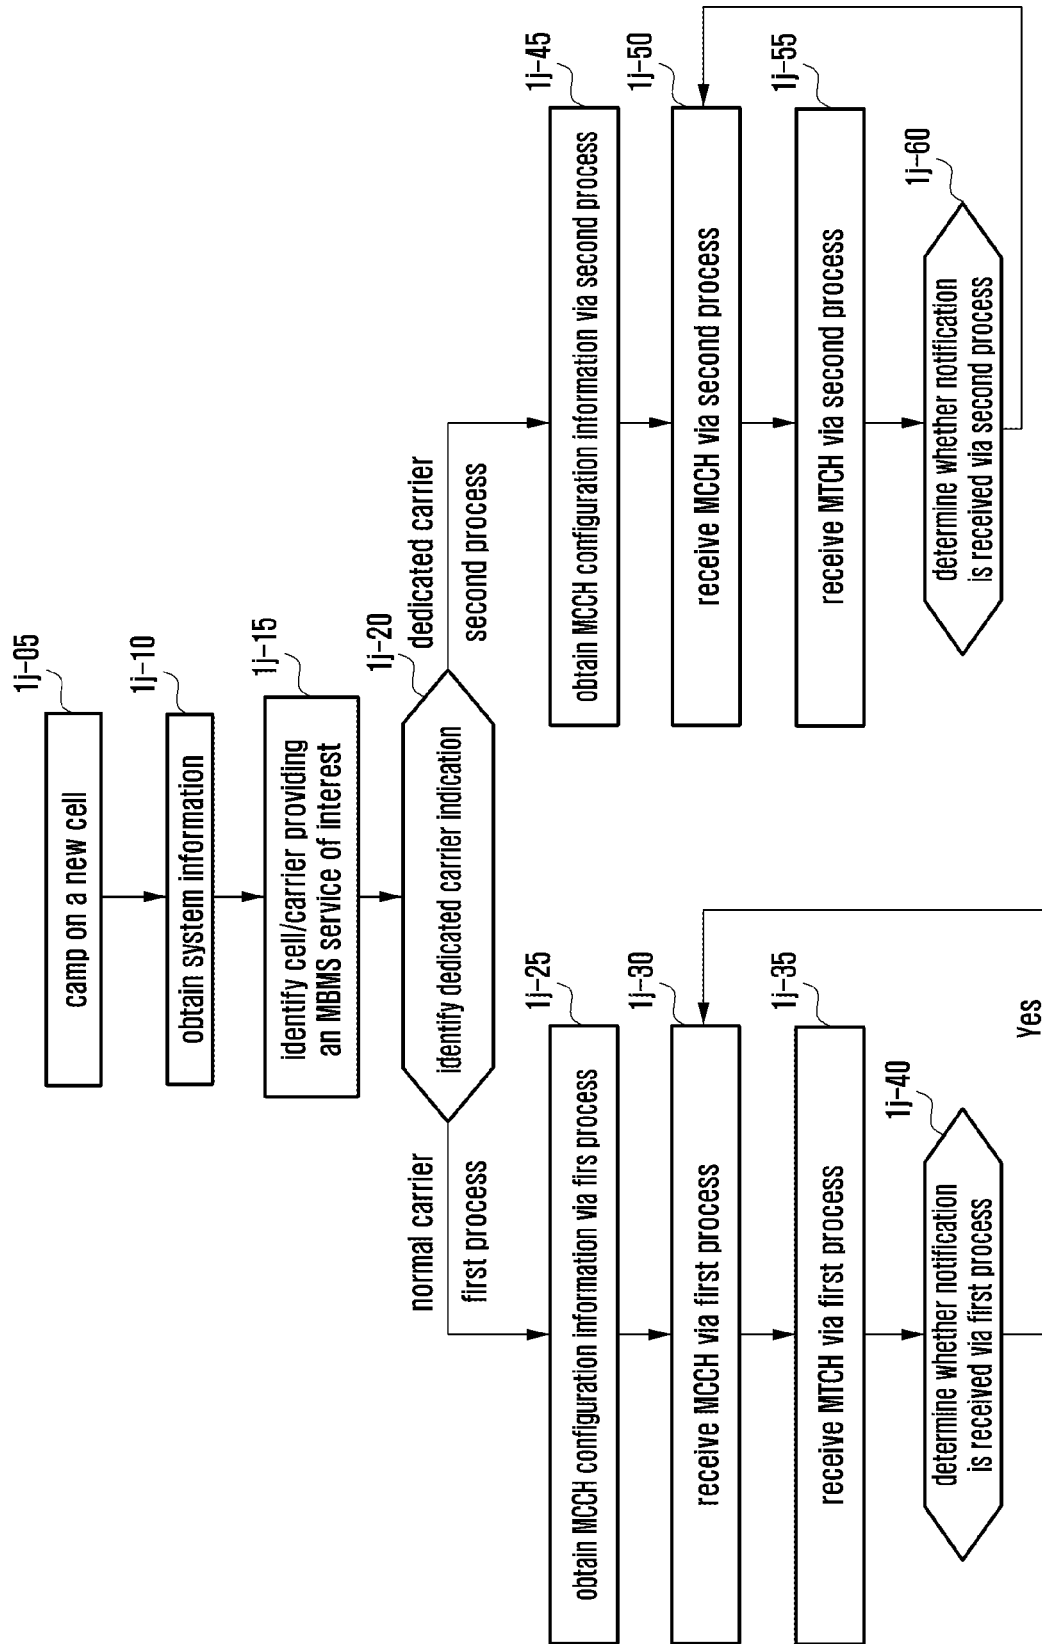 1j-05
camp on a new cell
1j-10
obtain system information
1j-15
identify cell/carrier providing
an MBMS service of interest
1j-20
identify dedicated carrier indication
normal carrier
first process
dedicated carrier
second process
1j-25
obtain MCCH configuration information via firs process
1j-30
receive MCCH via first process
1j-35
receive MTCH via first process
1j-40
determine whether notification
is received via first process
Yes
1j-45
obtain MCCH configuration information via second process
1j-50
receive MCCH via second process
1j-55
receive MTCH via second process
1j-60
determine whether notification
is received via second process